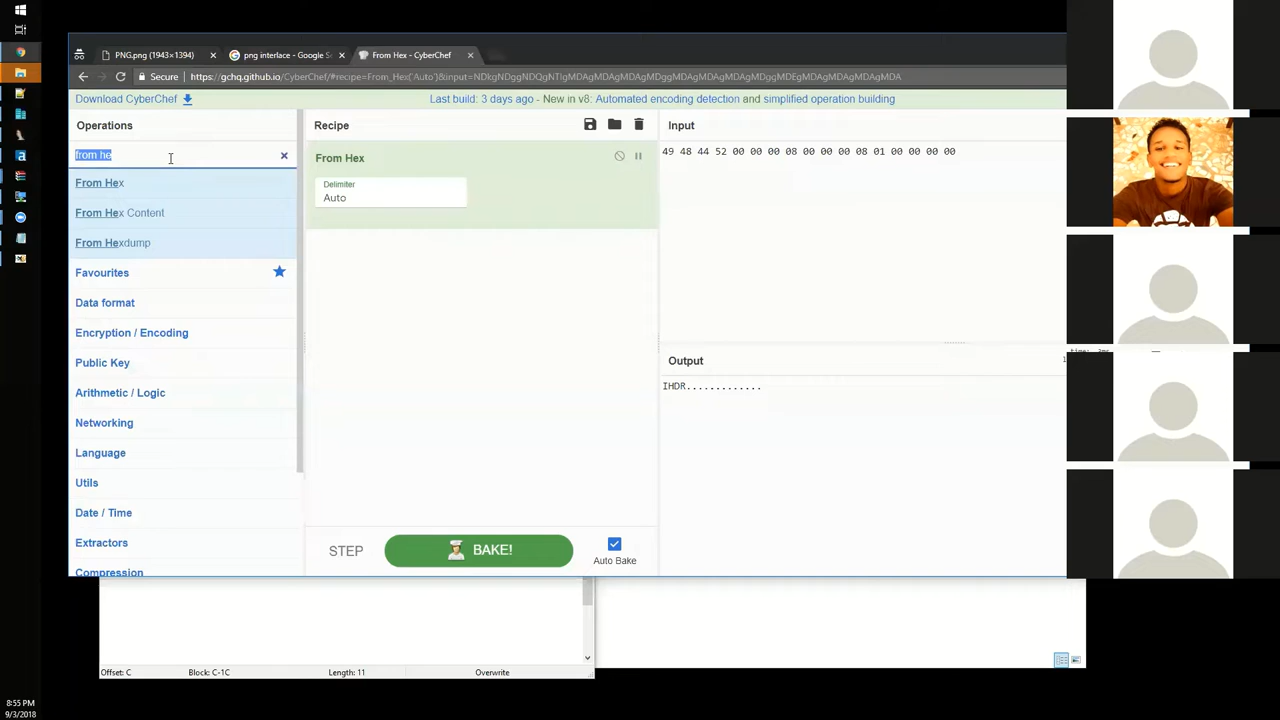 PNG.png (1943×1394)
png interlace - Google Se
From Hex - CyberChef
Secure
https://gchq.github.io/CyberChef/#recipe=From_Hex('Auto')&input=NDkgNDggNDQgNTIgMDAgMDAgMDAgMDggMDAgMDAgMDAgMDggMDEgMDAgMDAgMDAgMDA
Download CyberChef
Last build: 3 days ago - New in v8: Automated encoding detection and simplified operation building
Operations
Recipe
Input
from he
From Hex
From Hex Content
From Hexdump
Favourites
Data format
Encryption / Encoding
Public Key
Arithmetic / Logic
Networking
Language
Utils
Date / Time
Extractors
Compression
From Hex
Delimiter
Auto
STEP
BAKE!
Auto Bake
49 48 44 52 00 00 00 08 00 00 00 08 01 00 00 00 00
Output
IHDR.............
Offset: C
Block: C-1C
Length: 11
Overwrite
8:55 PM
9/3/2018